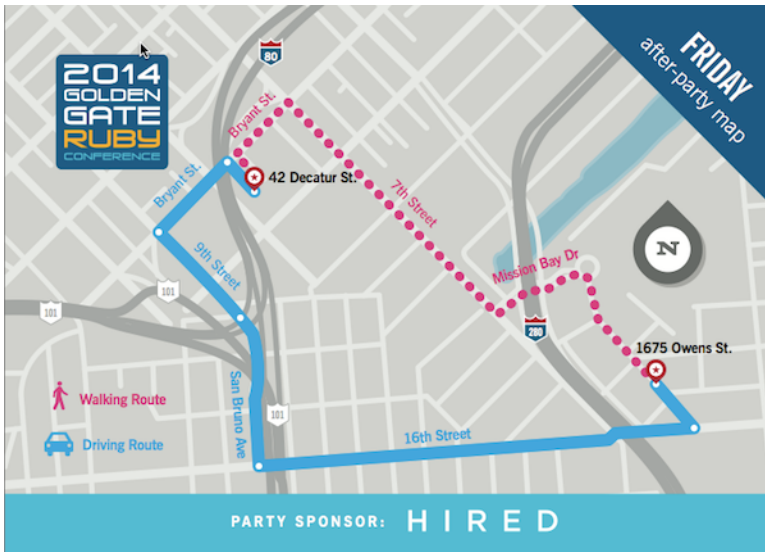 2014
GOLDEN
GATE
RUBY
CONFERENCE
FRIDAY
after-party map
80
Bryant St.
42 Decatur St.
Bryant St.
7th Street
N
9th Street
Mission Bay Dr
101
101
280
1675 Owens St.
San Bruno Ave
101
Walking Route
16th Street
Driving Route
PARTY SPONSOR: HIRED